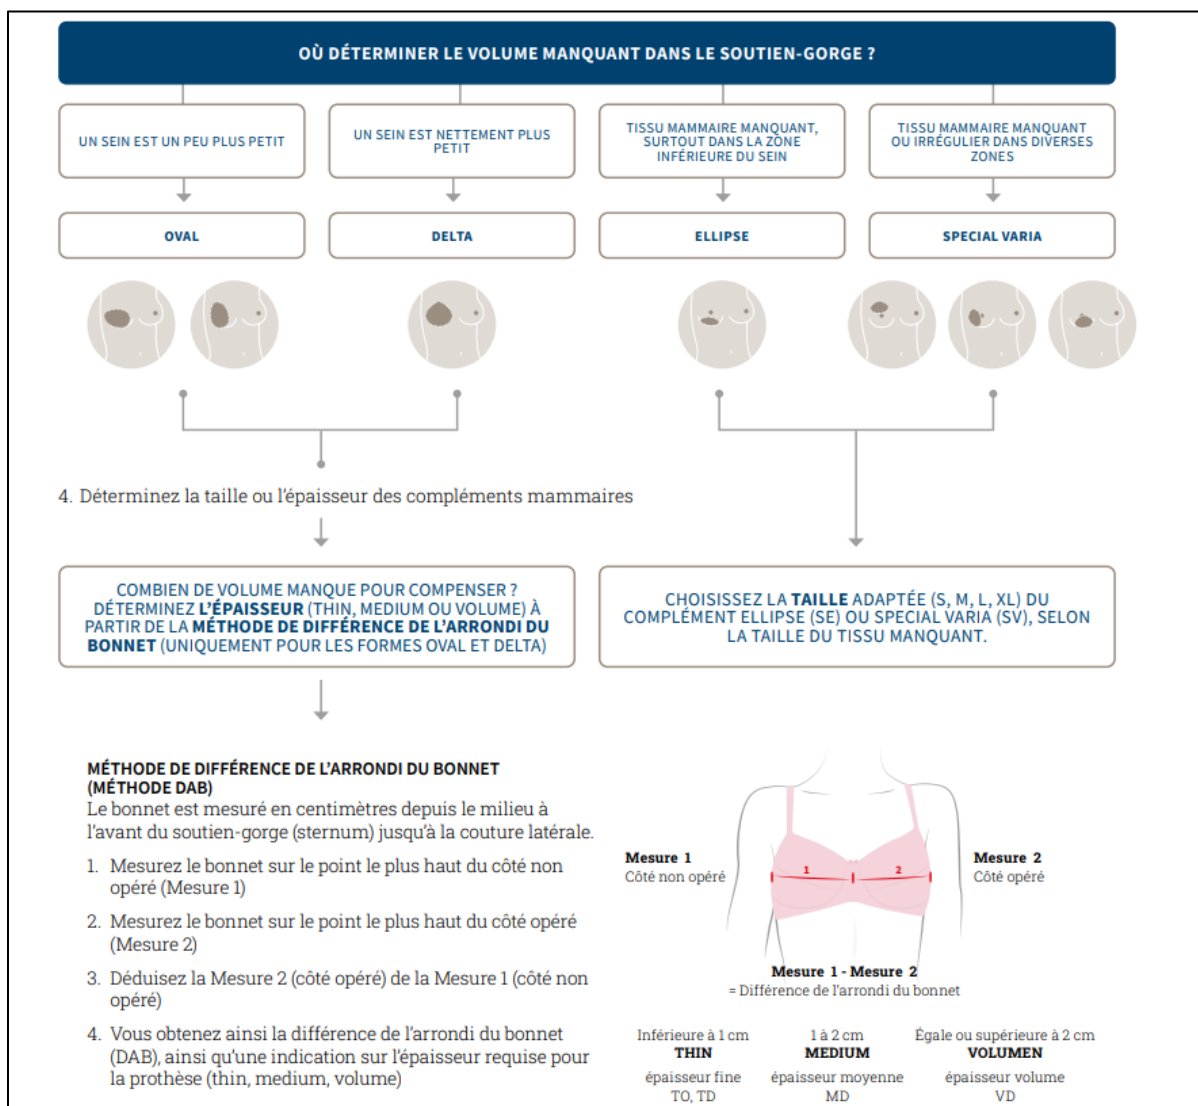 OÙ DÉTERMINER LE VOLUME MANQUANT DANS LE SOUTIEN-GORGE ?
UN SEIN EST UN PEU PLUS PETIT
UN SEIN EST NETTEMENT PLUS
PETIT
TISSU MAMMAIRE MANQUANT,
SURTOUT DANS LA ZONE
INFÉRIEURE DU SEIN
TISSU MAMMAIRE MANQUANT
OU IRRÉGULIER DANS DIVERSES
ZONES
OVAL
DELTA
ELLIPSE
SPECIAL VARIA
4. Déterminez la taille ou l'épaisseur des compléments mammaires
COMBIEN DE VOLUME MANQUE POUR COMPENSER ?
DÉTERMINEZ L'ÉPAISSEUR (THIN, MEDIUM OU VOLUME) À
PARTIR DE LA MÉTHODE DE DIFFÉRENCE DE L'ARRONDI DU
BONNET (UNIQUEMENT POUR LES FORMES OVAL ET DELTA)
CHOISISSEZ LA TAILLE ADAPTÉE (S, M, L, XL) DU
COMPLÉMENT ELLIPSE (SE) OU SPECIAL VARIA (SV), SELON
LA TAILLE DU TISSU MANQUANT.
MÉTHODE DE DIFFÉRENCE DE L'ARRONDI DU BONNET
(MÉTHODE DAB)
Le bonnet est mesuré en centimètres depuis le milieu à
l'avant du soutien-gorge (sternum) jusqu'à la couture latérale.
1. Mesurez le bonnet sur le point le plus haut du côté non
opéré (Mesure 1)
2. Mesurez le bonnet sur le point le plus haut du côté opéré
(Mesure 2)
3. Déduisez la Mesure 2 (côté opéré) de la Mesure 1 (côté non
opéré)
4. Vous obtenez ainsi la différence de l'arrondi du bonnet
(DAB), ainsi qu'une indication sur l'épaisseur requise pour
la prothèse (thin, medium, volume)
Mesure 1
Côté non opéré
1
2
Mesure 2
Côté opéré
Mesure 1 - Mesure 2
= Différence de l'arrondi du bonnet
Inférieure à 1 cm
THIN
épaisseur fine
TO, TD
1 à 2 cm
MEDIUM
épaisseur moyenne
MD
Égale ou supérieure à 2 cm
VOLUMEN
épaisseur volume
VD